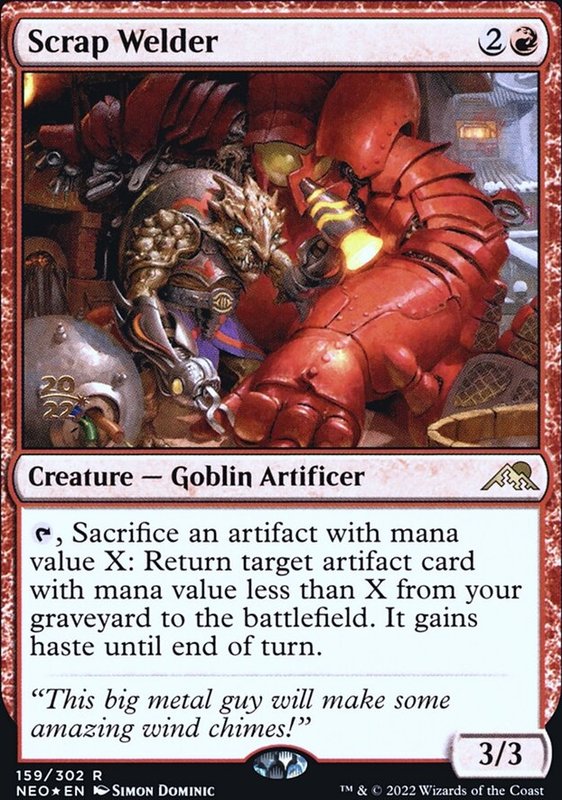 Scrap Welder 2
20
22
Creature — Goblin Artificer
, Sacrifice an artifact with mana
value X: Return target artifact card
with mana value less than X from your
graveyard to the battlefield. It gains
haste until end of turn.
“This big metal guy will make some
amazing wind chimes!”
3/3
159/302 R
NEO★EN SIMON DOMINIC
™ & © 2022 Wizards of the Coast